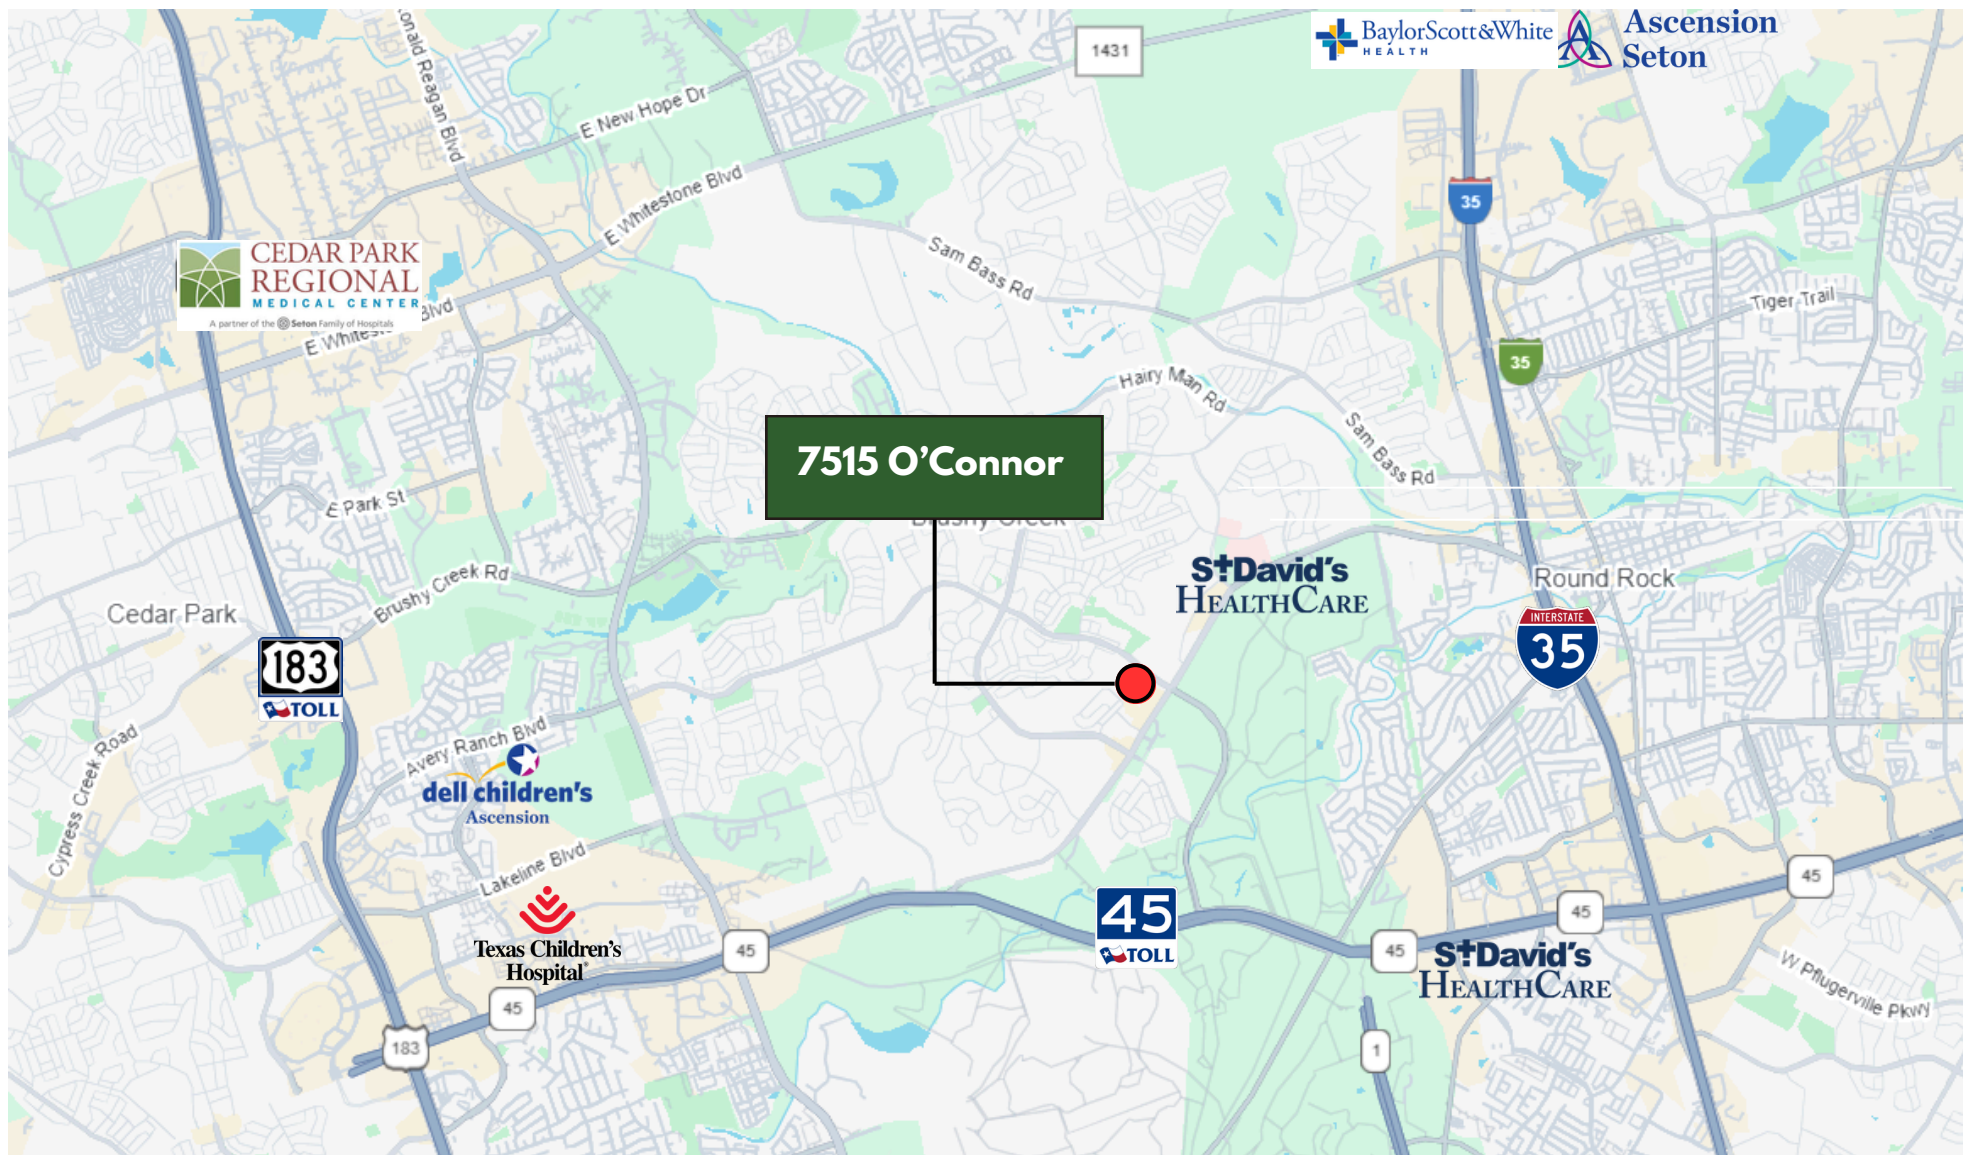 onald Reagan Blvd
1431
BaylorScott&White
HEALTH
Ascension
Seton
E New Hope Dr
E Whitestone Blvd
35
CEDAR PARK
REGIONAL
MEDICAL CENTER
A partner of the Seton Family of Hospitals
Sam Bass Rd
Tiger Trail
E Whitest
Blvd
35
Hairy Man Rd
Sam Bass Rd
7515 O’Connor
Brushy Creek
E Park St
Brushy Creek Rd
St David's
HEALTHCARE
Round Rock
Cedar Park
INTERSTATE
35
183
TOLL
Cypress Creek Road
Avery Ranch Blvd
dell children's
Ascension
Lakeline Blvd
45
45
TOLL
45
Texas Children's
Hospital®
45
45
St David's
HEALTHCARE
W Pflugerville Pkwy
45
183
1